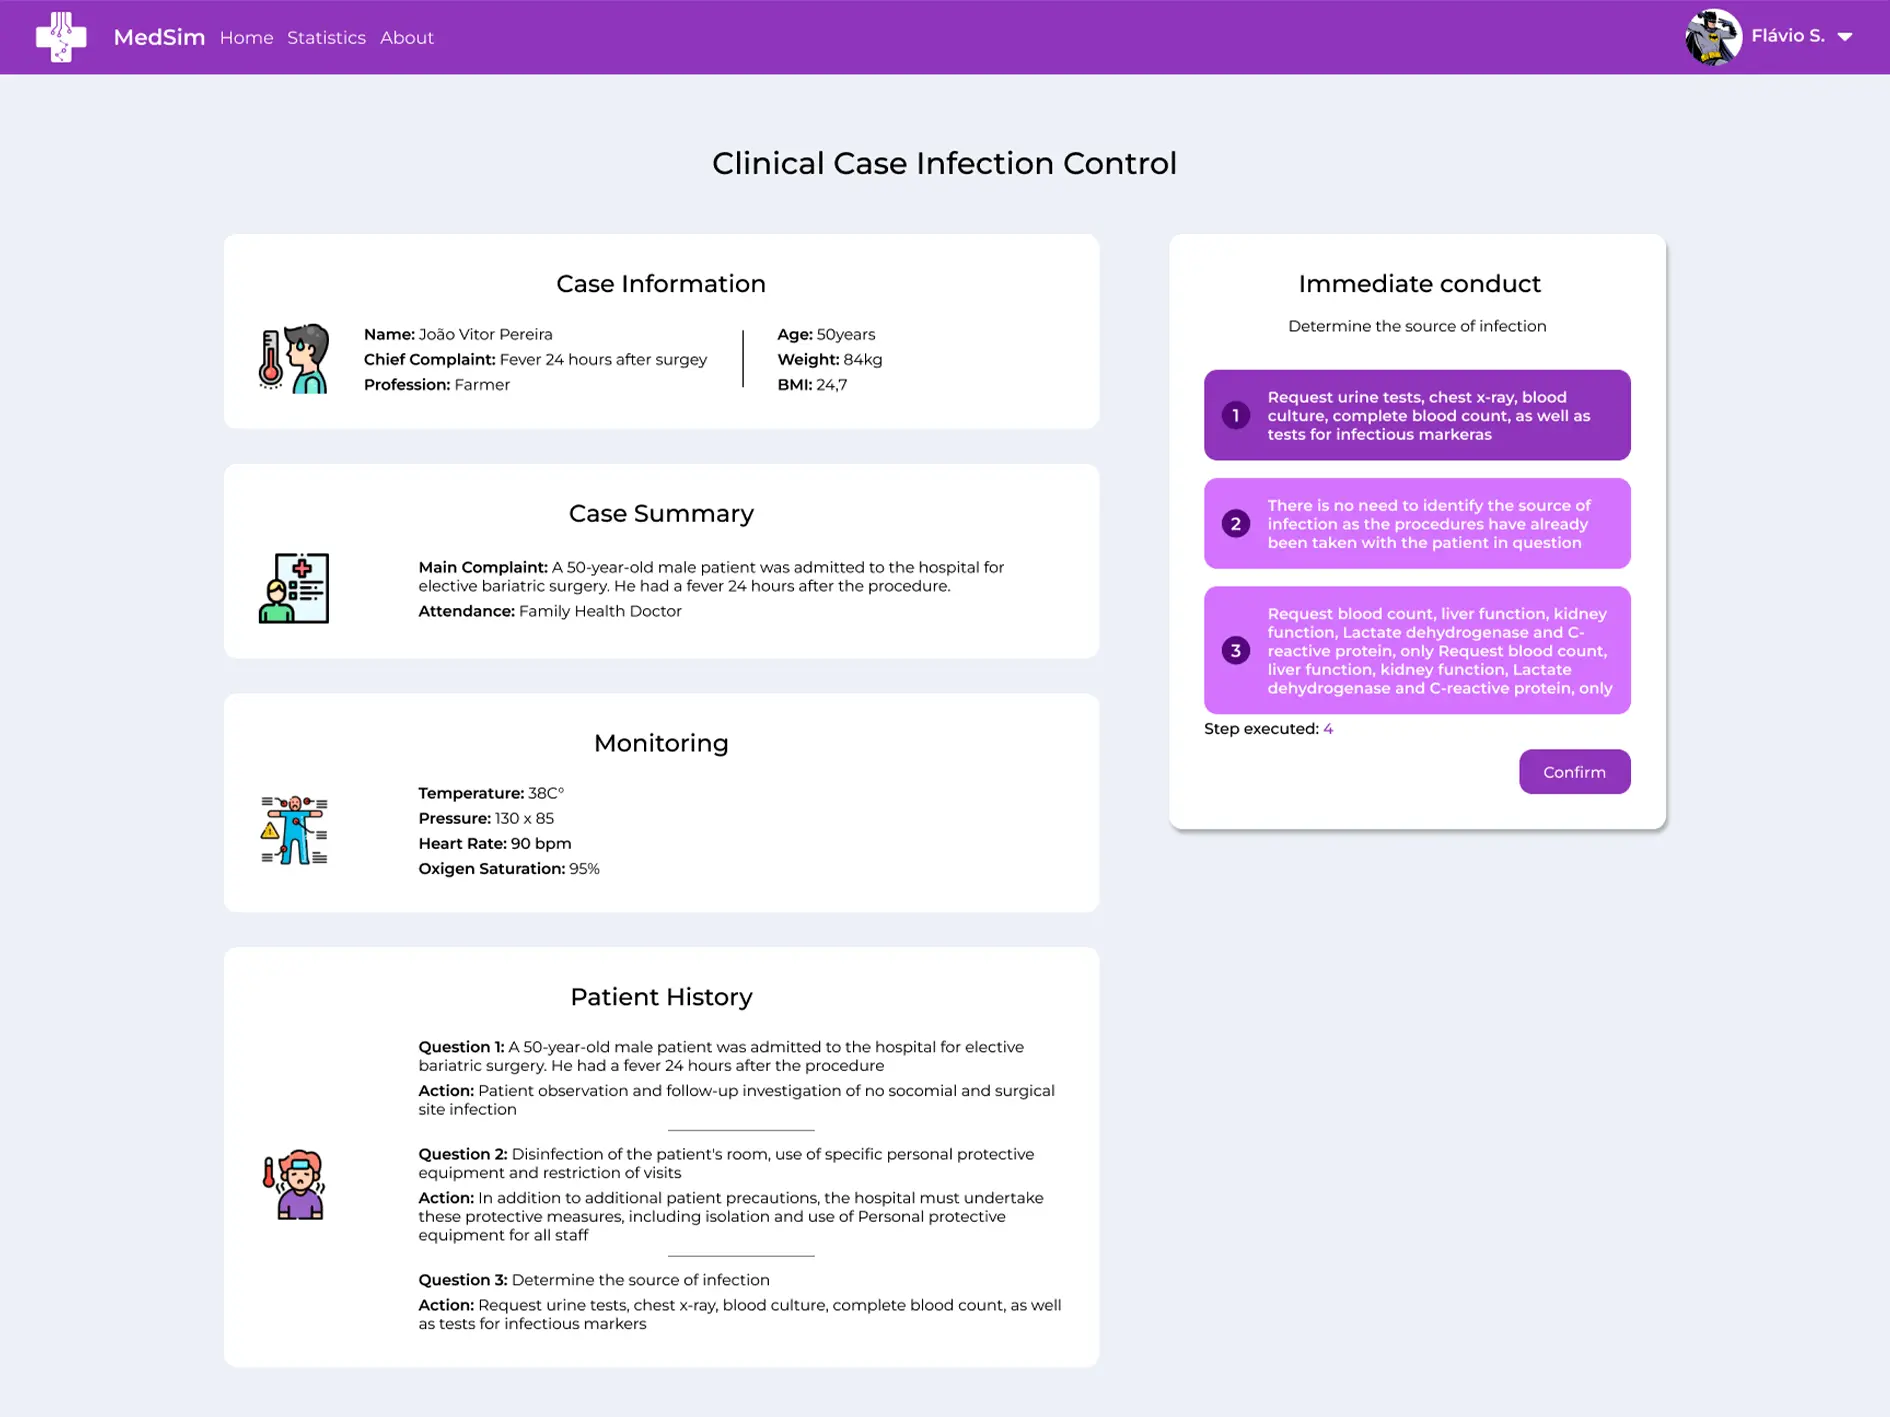 MedSim Home Statistics About
Flávio S.
Clinical Case Infection Control
Case Information
Name: João Vitor Pereira
Chief Complaint: Fever 24 hours after surgey
Profession: Farmer
Age: 50years
Weight: 84kg
BMI: 24,7
Case Summary
Main Complaint: A 50-year-old male patient was admitted to the hospital for
elective bariatric surgery. He had a fever 24 hours after the procedure.
Attendance: Family Health Doctor
Monitoring
Temperature: 38C°
Pressure: 130 x 85
Heart Rate: 90 bpm
Oxigen Saturation: 95%
Patient History
Question 1: A 50-year-old male patient was admitted to the hospital for elective
bariatric surgery. He had a fever 24 hours after the procedure
Action: Patient observation and follow-up investigation of no socomial and surgical
site infection
Question 2: Disinfection of the patient's room, use of specific personal protective
equipment and restriction of visits
Action: In addition to additional patient precautions, the hospital must undertake
these protective measures, including isolation and use of Personal protective
equipment for all staff
Question 3: Determine the source of infection
Action: Request urine tests, chest x-ray, blood culture, complete blood count, as well
as tests for infectious markers
Immediate conduct
Determine the source of infection
1
Request urine tests, chest x-ray, blood
culture, complete blood count, as well as
tests for infectious markeras
2
There is no need to identify the source of
infection as the procedures have already
been taken with the patient in question
3
Request blood count, liver function, kidney
function, Lactate dehydrogenase and C-
reactive protein, only Request blood count,
liver function, kidney function, Lactate
dehydrogenase and C-reactive protein, only
Step executed: 4
Confirm